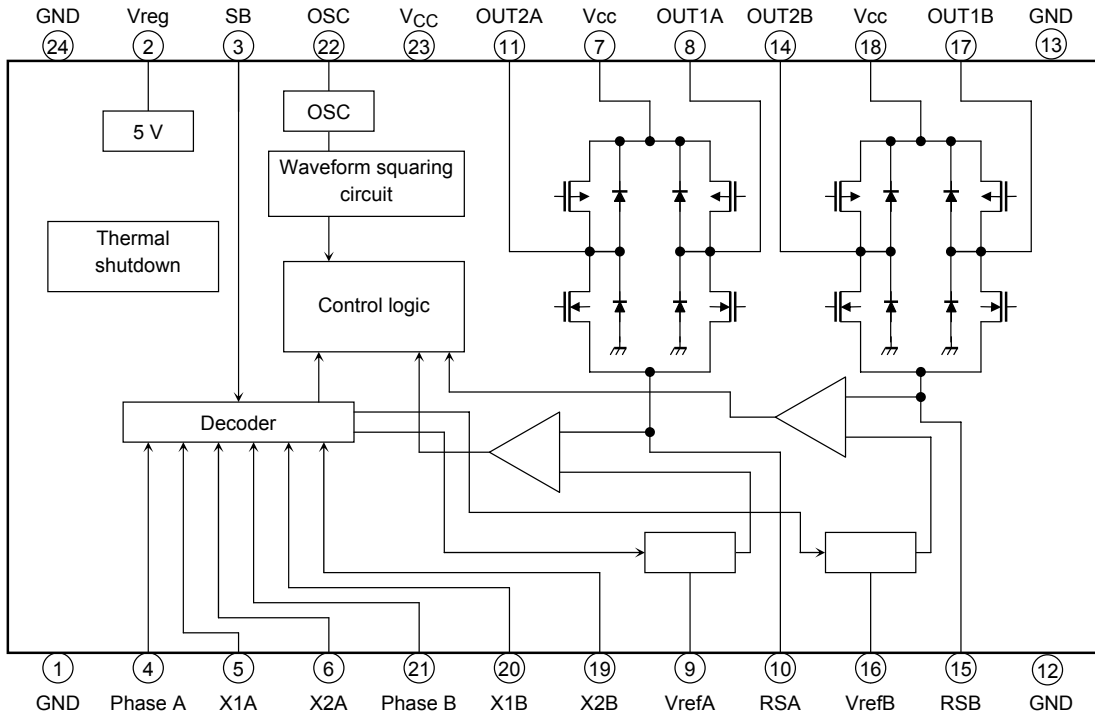 GND Vreg SB OSC VCC OUT2A Vcc OUT1A OUT2B Vcc OUT1B GND
24 2 3 22 23 11 7 8 14 18 17 13
5 V
OSC
Waveform squaring
circuit
Thermal
shutdown
Control logic
Decoder
1 4 5 6 21 20 19 9 10 16 15 12
GND Phase A X1A X2A Phase B X1B X2B VrefA RSA VrefB RSB GND